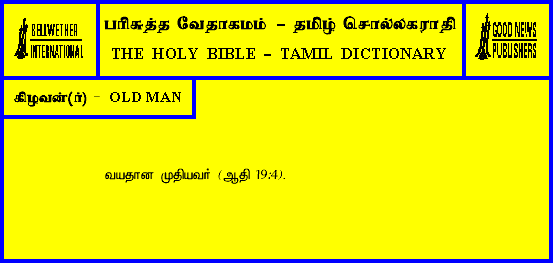 BELLWETHER
INTERNATIONAL
பரிசுத்த வேதாகமம் – தமிழ் சொல்லகராதி
THE HOLY BIBLE – TAMIL DICTIONARY
GOOD NEWS
PUBLISHERS
கிழவன்(ர்) – OLD MAN
வயதான முதியவர் (ஆதி 19:4).